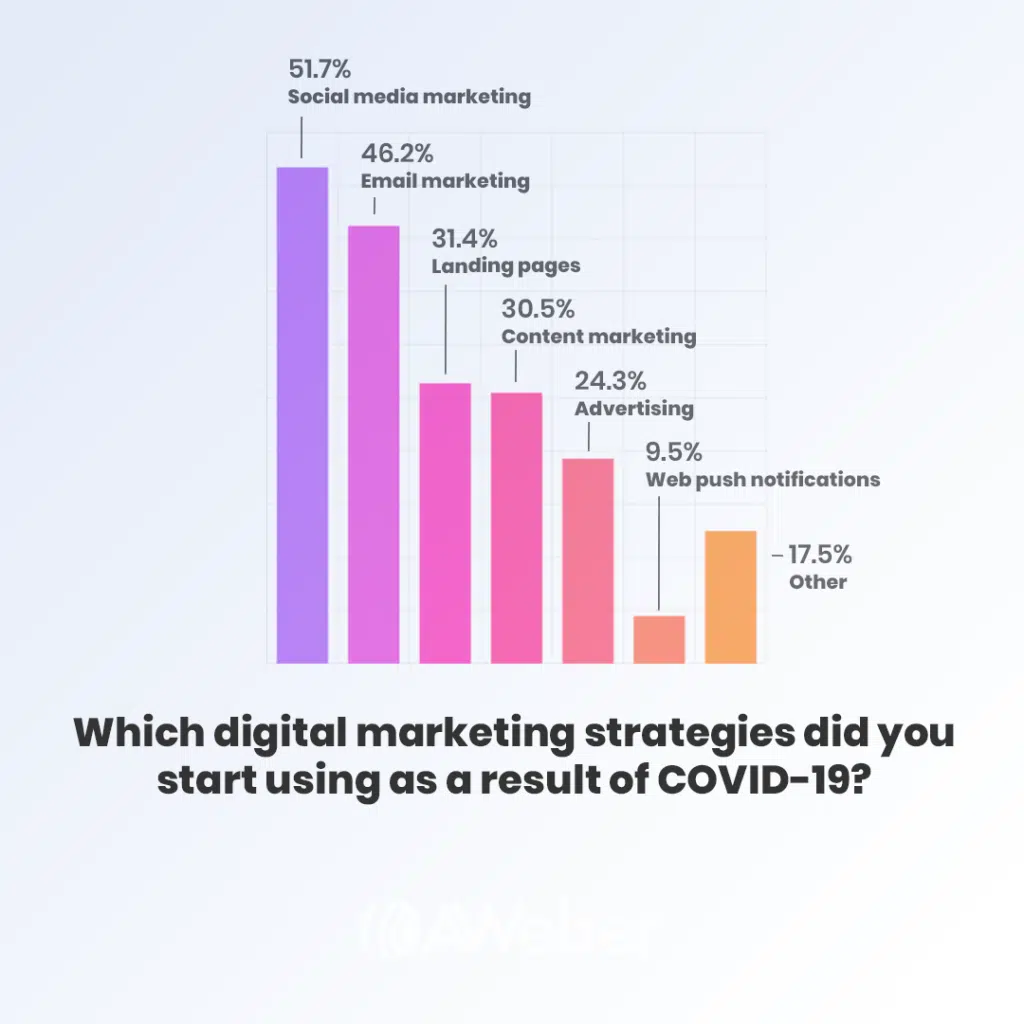 51.7%
Social media marketing
46.2%
Email marketing
31.4%
Landing pages
30.5%
Content marketing
24.3%
Advertising
9.5%
Web push notifications
17.5%
Other
Which digital marketing strategies did you
start using as a result of COVID-19?
AWeber